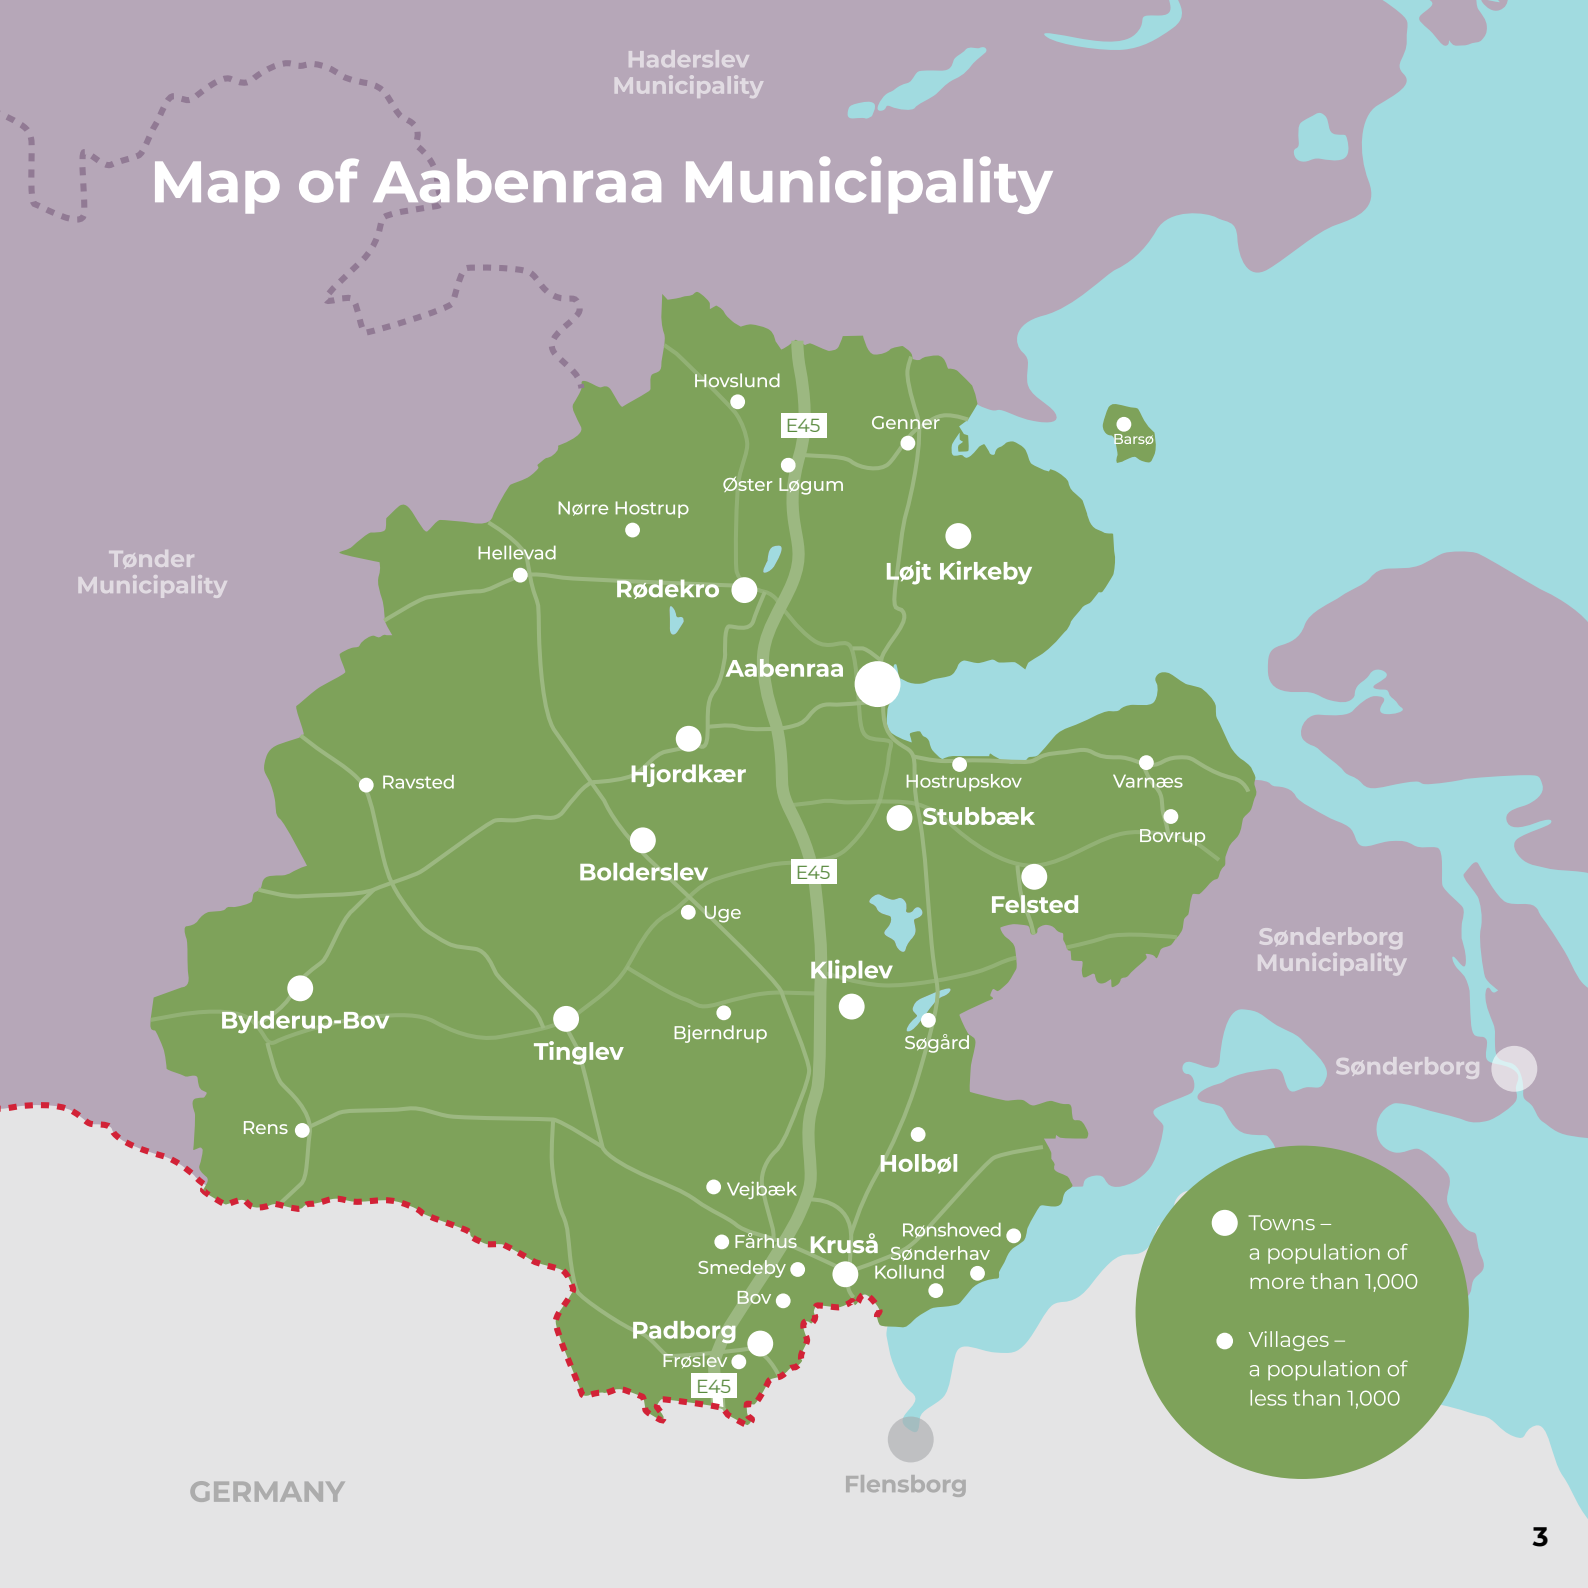 Haderslev
Municipality
Map of Aabenraa Municipality
Hovslund
E45
Genner
Barsø
Øster Løgum
Nørre Hostrup
Hellevad
Tønder
Municipality
Løjt Kirkeby
Rødekro
Aabenraa
Hjordkær
Ravsted
Hostrupskov
Varnæs
Stubbæk
Bovrup
Bolderslev
E45
Felsted
Uge
Sønderborg
Municipality
Kliplev
Bylderup-Bov
Bjerndrup
Søgård
Tinglev
Sønderborg
Rens
Holbøl
Vejbæk
Rønshoved
Fårhus
Kruså
Sønderhav
Smedeby
Kollund
Bov
Padborg
Frøslev
E45
Towns –
a population of
more than 1,000
Villages –
a population of
less than 1,000
Flensborg
GERMANY
3